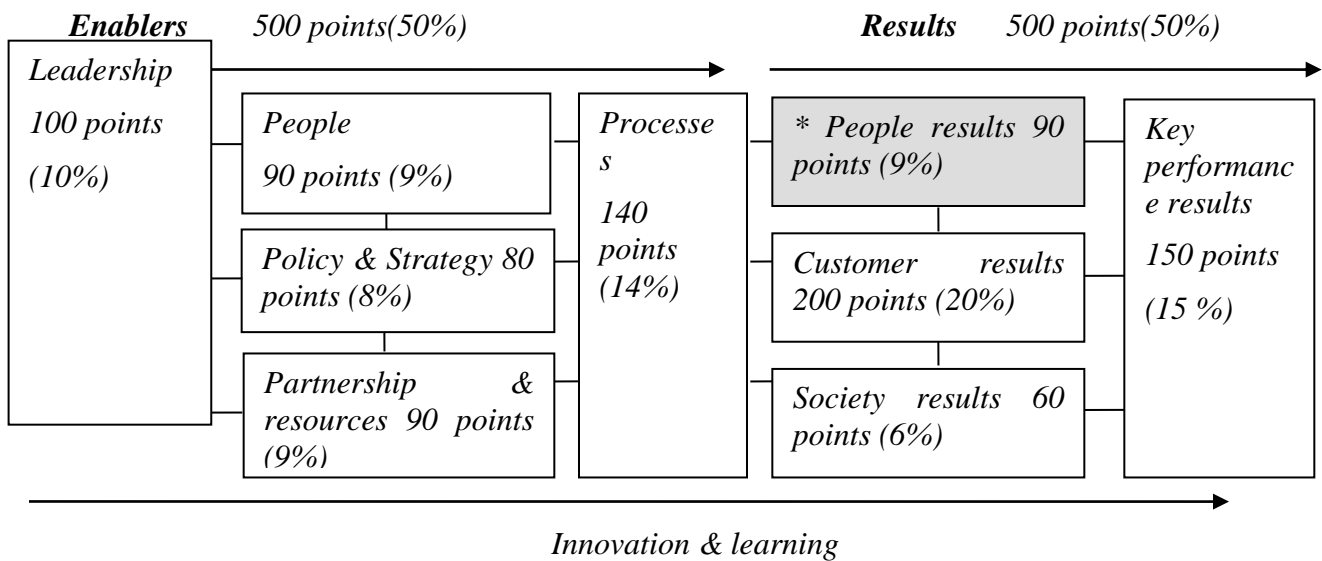 Enablers 500 points(50%)
Results 500 points(50%)
Leadership
100 points
(10%)
People
90 points (9%)
Policy & Strategy 80
points (8%)
Partnership &
resources 90 points
(9%)
Processe
s
140
points
(14%)
* People results 90
points (9%)
Customer results
200 points (20%)
Society results 60
points (6%)
Key
performanc
e results
150 points
(15 %)
Innovation & learning